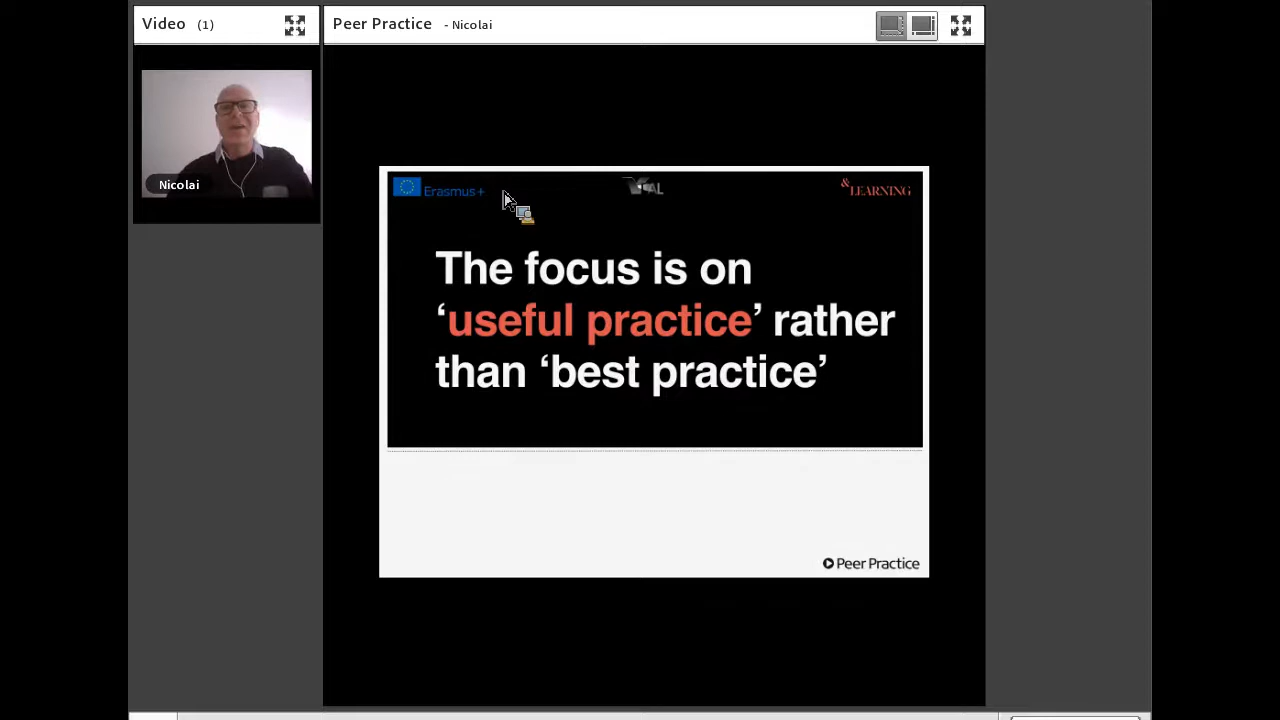 Video (1)
Peer Practice - Nicolai
Nicolai
Erasmus+
&LEARNING
The focus is on
‘useful practice’ rather
than ‘best practice’
Peer Practice